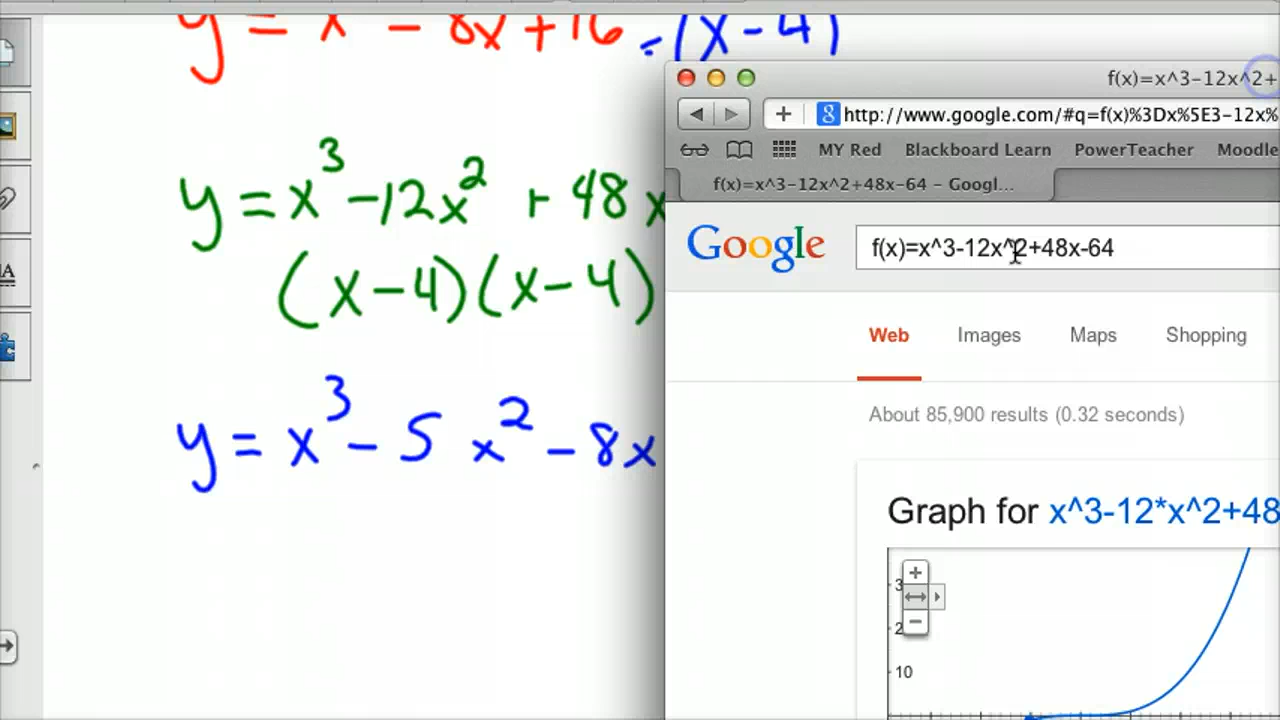 y = x - 8x + 16 = (x - 4)
y = x³ - 12x² + 48x
(x - 4)(x - 4)
y = x³ - 5x² - 8x
f(x)=x^3-12x^2+
http://www.google.com/#q=f(x)%3Dx%5E3-12x%
MY Red Blackboard Learn PowerTeacher Moodle
f(x)=x^3-12x^2+48x-64 - Googl...
Google
f(x)=x^3-12x^2+48x-64
Web Images Maps Shopping
About 85,900 results (0.32 seconds)
Graph for x^3-12*x^2+48
3
2
10